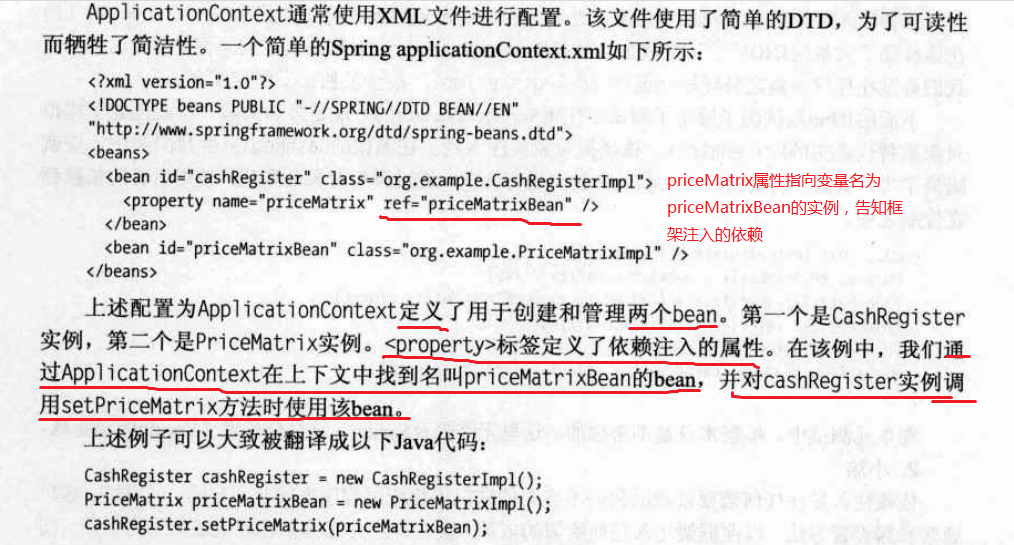 ApplicationContext通常使用XML文件进行配置。该文件使用了简单的DTD，为了可读性
而牺牲了简洁性。一个简单的Spring applicationContext.xml如下所示：
<?xml version="1.0"?>
<!DOCTYPE beans PUBLIC "-//SPRING//DTD BEAN//EN"
"http://www.springframework.org/dtd/spring-beans.dtd">
<beans>
<bean id="cashRegister" class="org.example.CashRegisterImpl">
<property name="priceMatrix" ref="priceMatrixBean" />
</bean>
<bean id="priceMatrixBean" class="org.example.PriceMatrixImpl" />
</beans>
priceMatrix属性指向变量名为
priceMatrixBean的实例，告知框
架注入的依赖
上述配置为ApplicationContext定义了用于创建和管理两个bean。第一个是CashRegister
实例，第二个是PriceMatrix实例。<property>标签定义了依赖注入的属性。在该例中，我们通
过ApplicationContext在上下文中找到名叫priceMatrixBean的bean，并对cashRegister实例调
用setPriceMatrix方法时使用该bean。
上述例子可以大致被翻译成以下Java代码：
CashRegister cashRegister = new CashRegisterImpl();
PriceMatrix priceMatrixBean = new PriceMatrixImpl();
cashRegister.setPriceMatrix(priceMatrixBean);